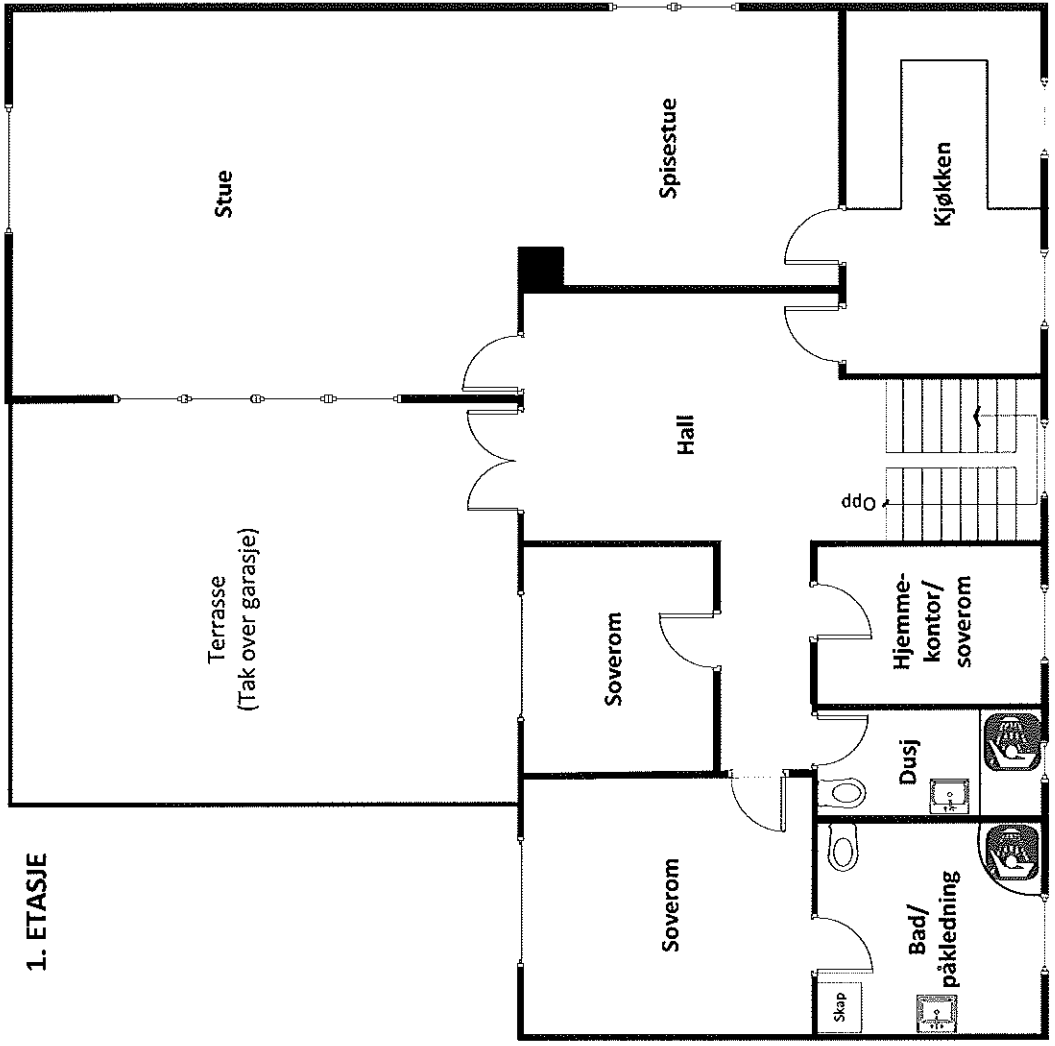 1. ETASJE
Terrasse
(Tak over garasje)
Stue
Soverom
Soverom
Hall
Spisestue
Skap
Bad/
påkledning
Dusj
Hjemme-
kontor/
soverom
Opp
Kjøkken